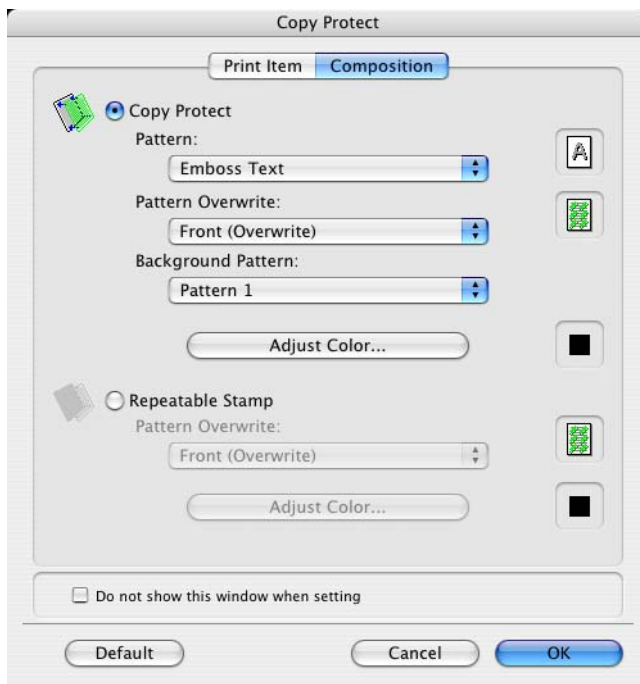 Copy Protect
Print Item Composition
Copy Protect
Pattern:
Emboss Text
A
Pattern Overwrite:
Front (Overwrite)
Background Pattern:
Pattern 1
Adjust Color...
Repeatable Stamp
Pattern Overwrite:
Front (Overwrite)
Adjust Color...
Do not show this window when setting
Default Cancel OK